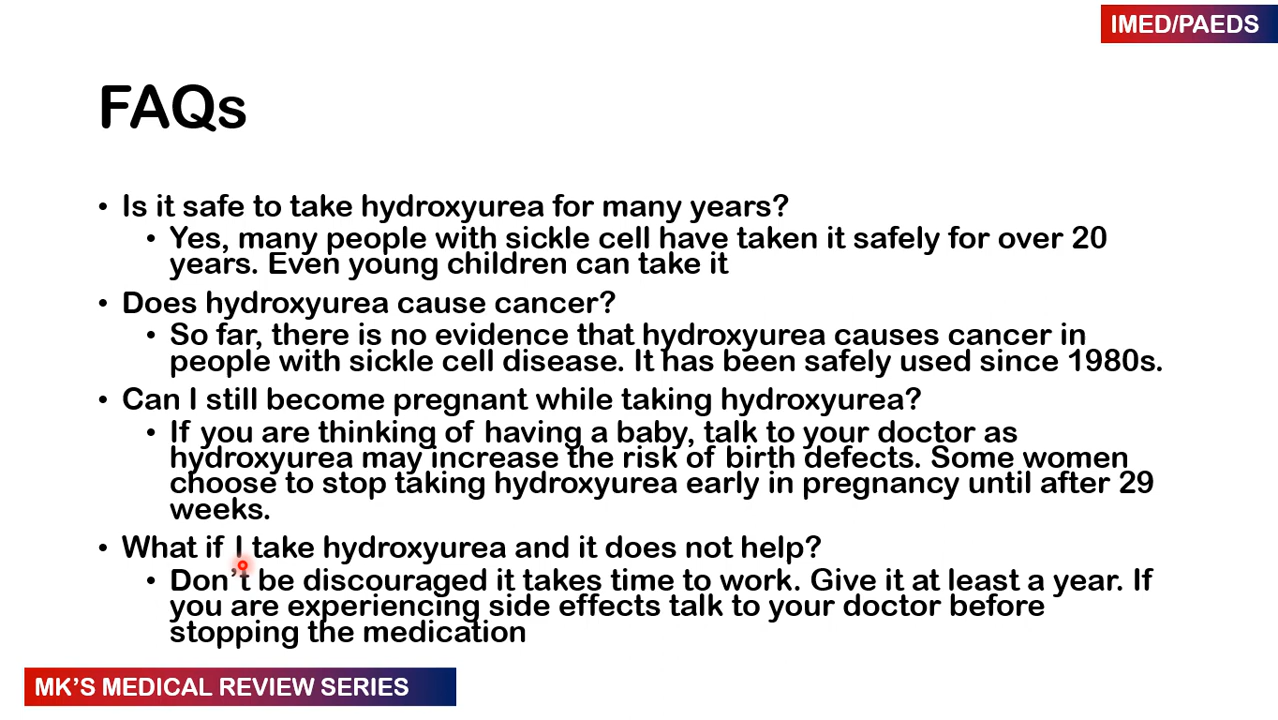 IMED/PAEDS
FAQs
• Is it safe to take hydroxyurea for many years?
• Yes, many people with sickle cell have taken it safely for over 20
years. Even young children can take it
• Does hydroxyurea cause cancer?
• So far, there is no evidence that hydroxyurea causes cancer in
people with sickle cell disease. It has been safely used since 1980s.
• Can I still become pregnant while taking hydroxyurea?
• If you are thinking of having a baby, talk to your doctor as
hydroxyurea may increase the risk of birth defects. Some women
choose to stop taking hydroxyurea early in pregnancy until after 29
weeks.
• What if I take hydroxyurea and it does not help?
• Don't be discouraged it takes time to work. Give it at least a year. If
you are experiencing side effects talk to your doctor before
stopping the medication
MK'S MEDICAL REVIEW SERIES